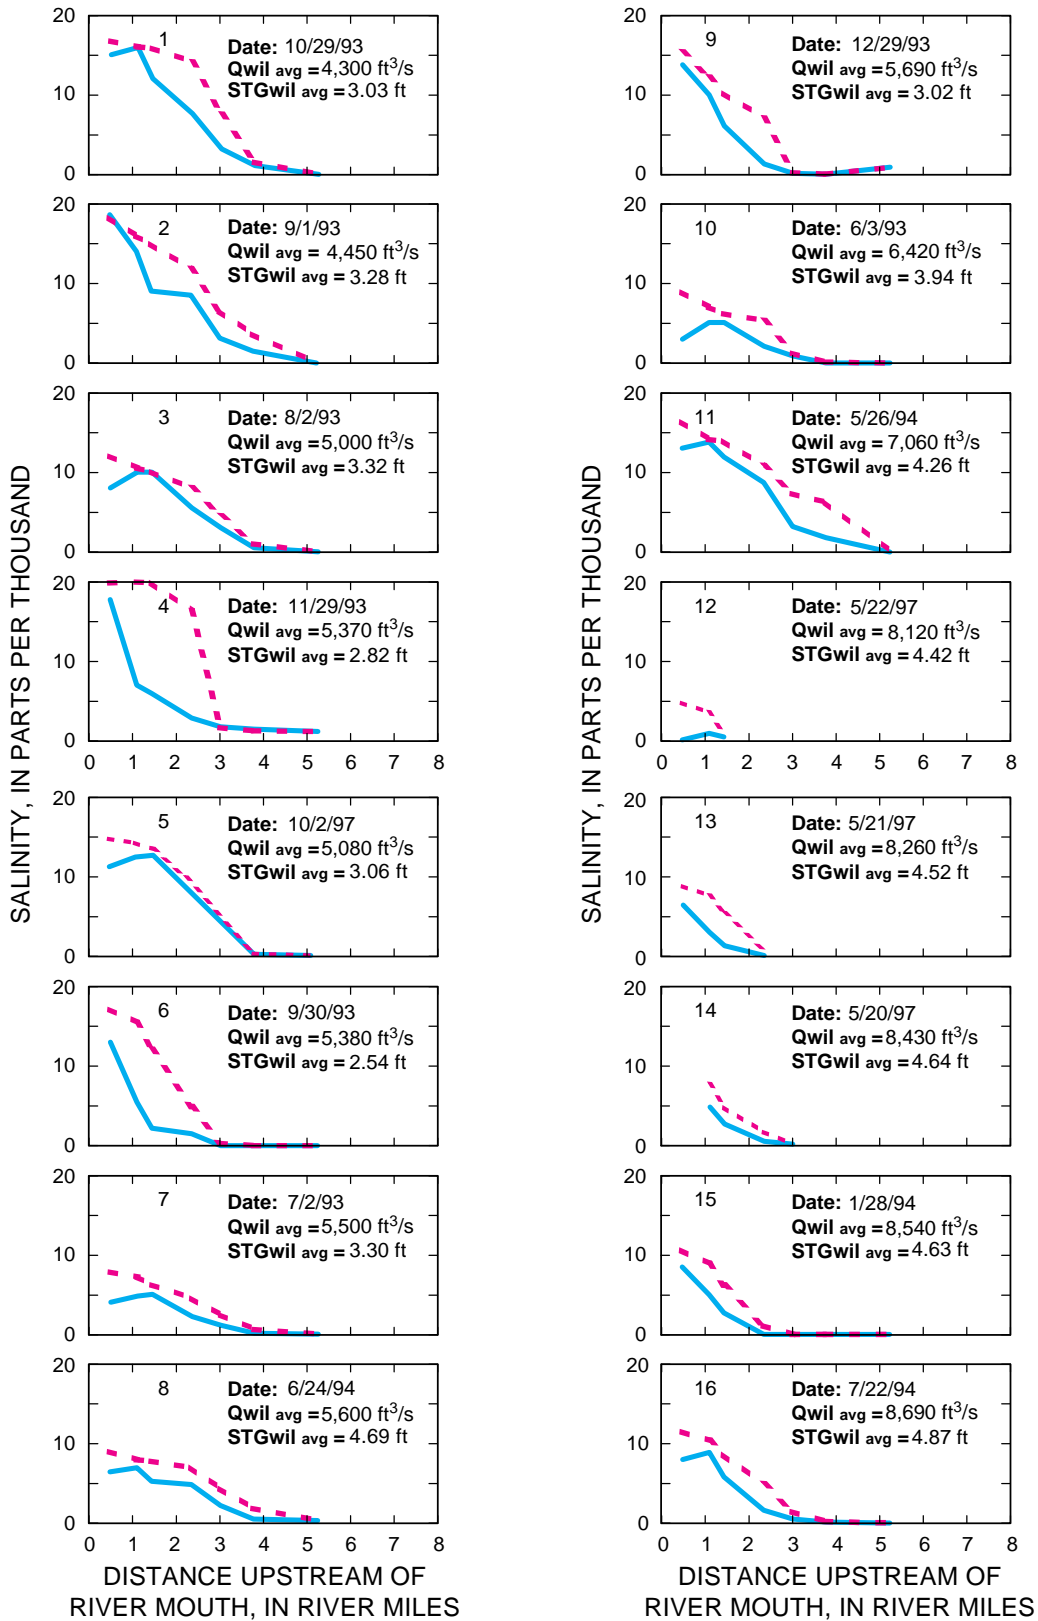 20
10
0
1
Date: 10/29/93
Qwil avg = 4,300 ft³/s
STGwil avg = 3.03 ft
20
10
0
2
Date: 9/1/93
Qwil avg = 4,450 ft³/s
STGwil avg = 3.28 ft
20
10
0
3
Date: 8/2/93
Qwil avg = 5,000 ft³/s
STGwil avg = 3.32 ft
20
10
0
4
Date: 11/29/93
Qwil avg = 5,370 ft³/s
STGwil avg = 2.82 ft
0 1 2 3 4 5 6 7 8
20
10
0
5
Date: 10/2/97
Qwil avg = 5,080 ft³/s
STGwil avg = 3.06 ft
20
10
0
6
Date: 9/30/93
Qwil avg = 5,380 ft³/s
STGwil avg = 2.54 ft
20
10
0
7
Date: 7/2/93
Qwil avg = 5,500 ft³/s
STGwil avg = 3.30 ft
20
10
0
8
Date: 6/24/94
Qwil avg = 5,600 ft³/s
STGwil avg = 4.69 ft
0 1 2 3 4 5 6 7 8
SALINITY, IN PARTS PER THOUSAND
DISTANCE UPSTREAM OF
RIVER MOUTH, IN RIVER MILES
20
10
0
9
Date: 12/29/93
Qwil avg = 5,690 ft³/s
STGwil avg = 3.02 ft
20
10
0
10
Date: 6/3/93
Qwil avg = 6,420 ft³/s
STGwil avg = 3.94 ft
20
10
0
11
Date: 5/26/94
Qwil avg = 7,060 ft³/s
STGwil avg = 4.26 ft
20
10
0
12
Date: 5/22/97
Qwil avg = 8,120 ft³/s
STGwil avg = 4.42 ft
0 1 2 3 4 5 6 7 8
20
10
0
13
Date: 5/21/97
Qwil avg = 8,260 ft³/s
STGwil avg = 4.52 ft
20
10
0
14
Date: 5/20/97
Qwil avg = 8,430 ft³/s
STGwil avg = 4.64 ft
20
10
0
15
Date: 1/28/94
Qwil avg = 8,540 ft³/s
STGwil avg = 4.63 ft
20
10
0
16
Date: 7/22/94
Qwil avg = 8,690 ft³/s
STGwil avg = 4.87 ft
0 1 2 3 4 5 6 7 8
SALINITY, IN PARTS PER THOUSAND
DISTANCE UPSTREAM OF
RIVER MOUTH, IN RIVER MILES